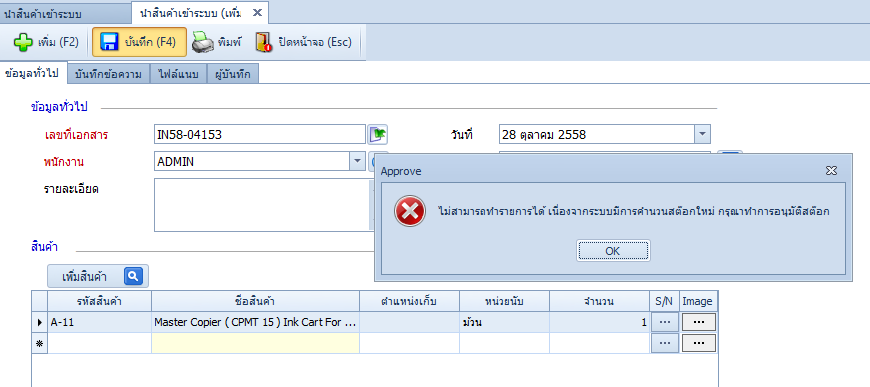 นำสินค้าเข้าระบบ นำสินค้าเข้าระบบ (เพิ่ม
เพิ่ม (F2) บันทึก (F4) พิมพ์ ปิดหน้าจอ (Esc)
ข้อมูลทั่วไป บันทึกข้อความ ไฟล์แนบ ผู้บันทึก
ข้อมูลทั่วไป
เลขที่เอกสาร IN58-04153 วันที่ 28 ตุลาคม 2558
พนักงาน ADMIN
รายละเอียด
Approve
ไม่สามารถทำรายการได้ เนื่องจากระบบมีการคำนวนสต๊อกใหม่ กรุณาทำการอนุมัติสต๊อก
OK
สินค้า
เพิ่มสินค้า
รหัสสินค้า ชื่อสินค้า ตำแหน่งเก็บ หน่วยนับ จำนวน S/N Image
A-11 Master Copier ( CPMT 15 ) Ink Cart For ... ม้วน 1 ... ...
... ...